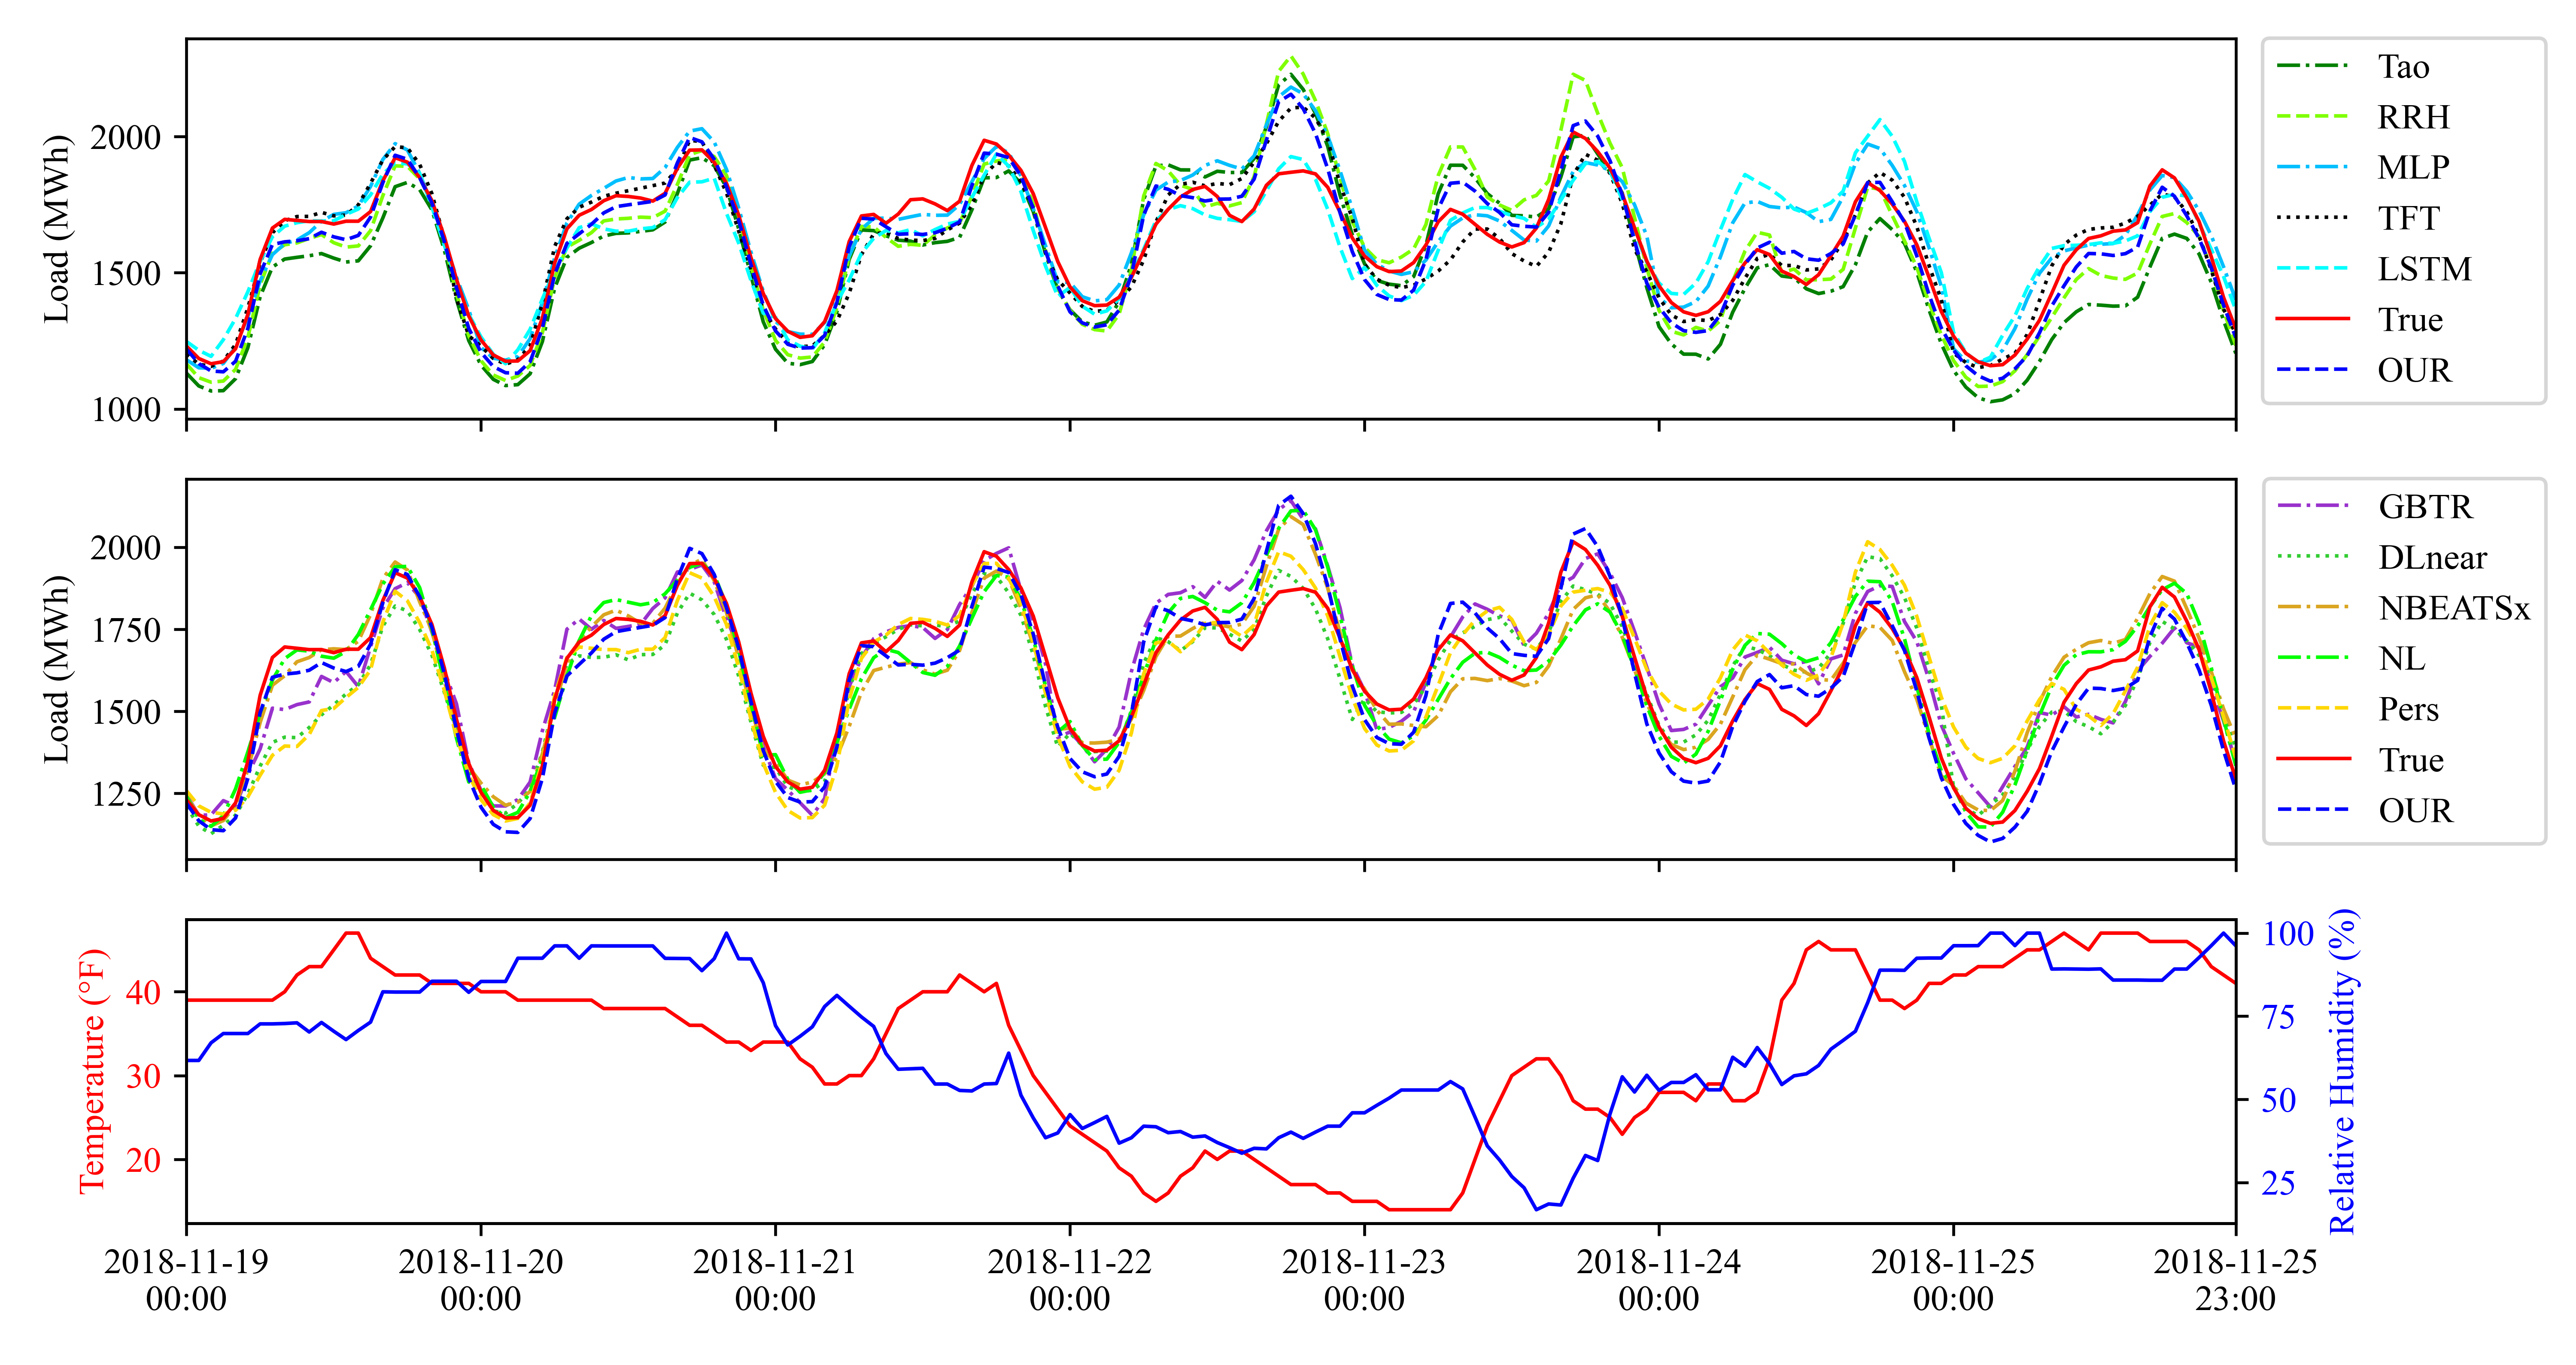 Load (MWh)
2000
1500
1000
Tao
RRH
MLP
TFT
LSTM
True
OUR
Load (MWh)
2000
1750
1500
1250
GBTR
DLnear
NBEATSx
NL
Pers
True
OUR
Temperature (°F)
40
30
20
100
75
50
25
Relative Humidity (%)
2018-11-19
00:00
2018-11-20
00:00
2018-11-21
00:00
2018-11-22
00:00
2018-11-23
00:00
2018-11-24
00:00
2018-11-25
00:00
2018-11-25
23:00